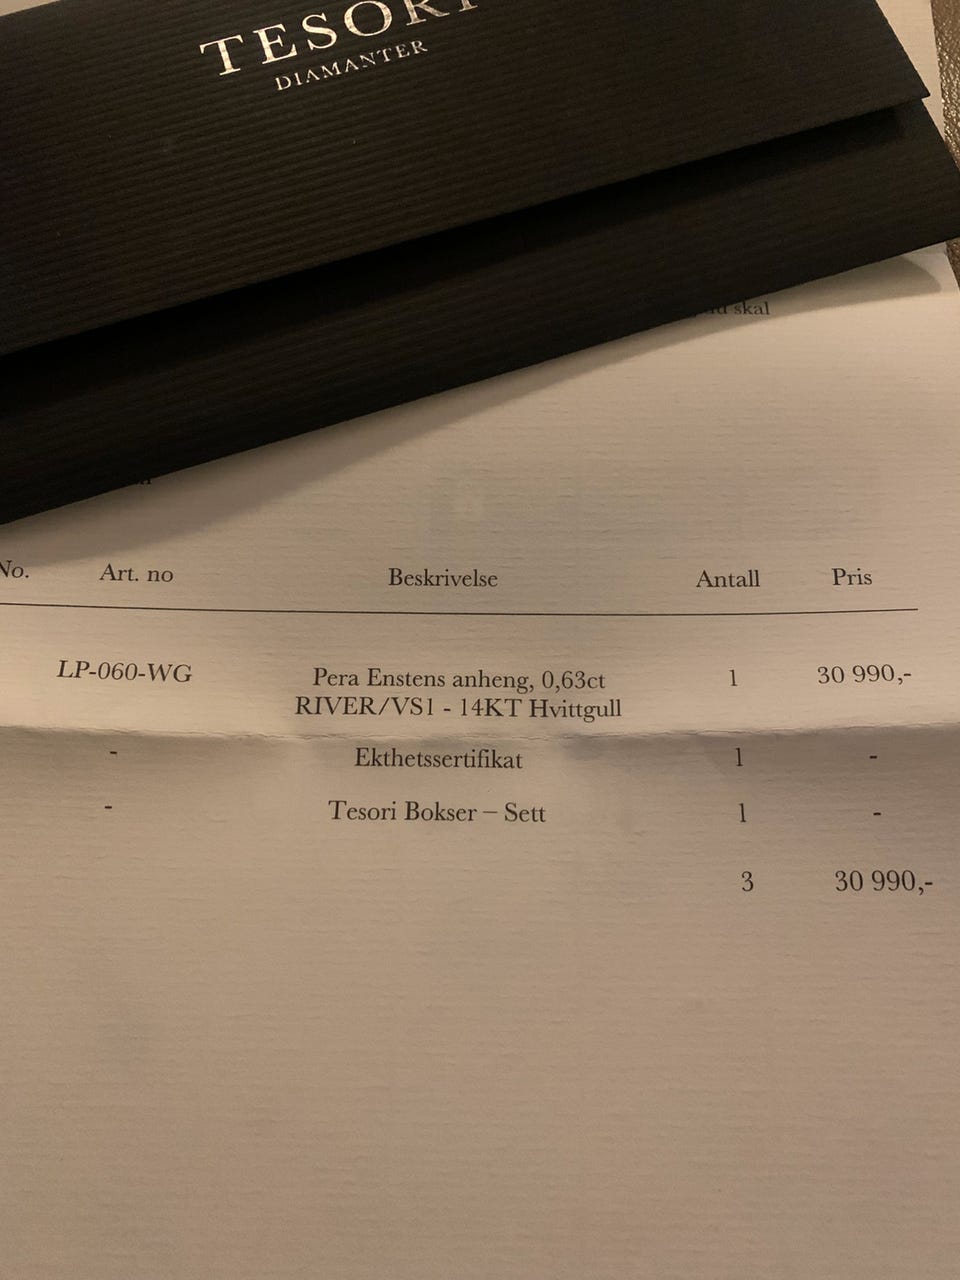 TESORI
DIAMANTER
skal
No. Art. no Beskrivelse Antall Pris
LP-060-WG Pera Enstens anheng, 0,63ct 1 30 990,-
RIVER/VS1 - 14KT Hvittgull
- Ekthetssertifikat 1 -
- Tesori Bokser – Sett 1 -
3 30 990,-